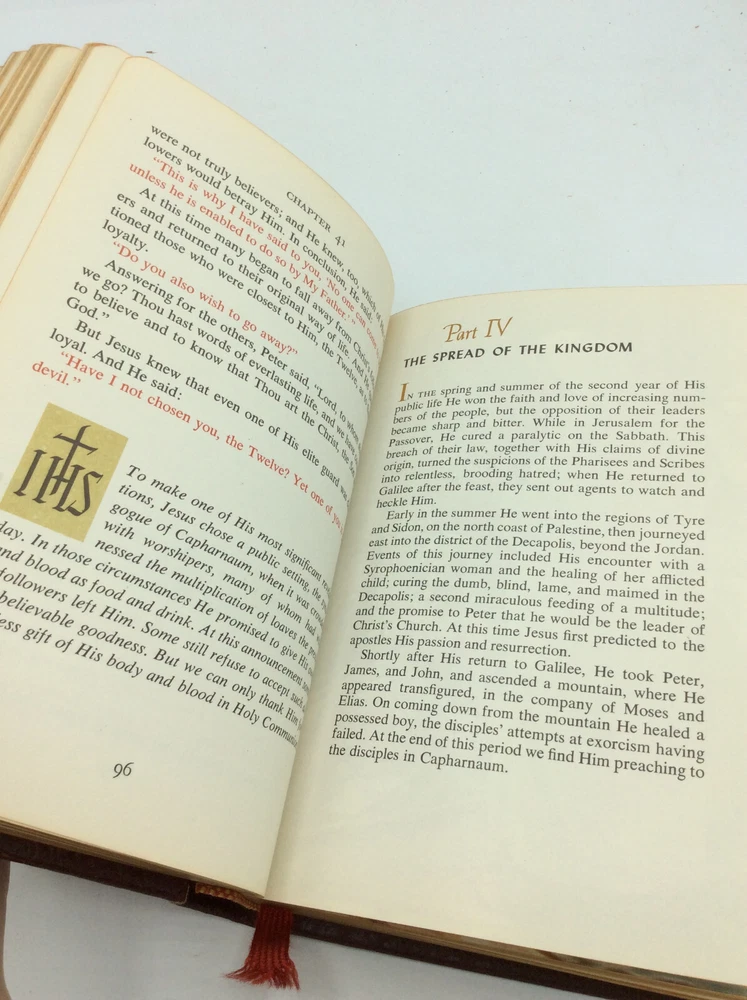 CHAPTER 41
were not truly believers; and He knew, too, which of
lowers would betray Him. In conclusion, He said:
"This is why I have said to you, 'No one can come
unless he is enabled to do so by My Father.'"
At this time many began to fall away from Christ's
ers and returned to their original way of life. And He
tioned those who were closest to Him, the Twelve, as
loyalty.
"Do you also wish to go away?"
Answering for the others, Peter said, "Lord, to whom
we go? Thou hast words of everlasting life, and we have
to believe and to know that Thou art the Christ, the
God."
But Jesus knew that even one of His elite guard was
loyal. And He said:
"Have I not chosen you, the Twelve? Yet one of you
devil."
IHS
To make one of His most significant
tions, Jesus chose a public setting, the
gogue of Capharnaum, when it was
with worshipers, many of whom had
nessed the multiplication of loaves the
day. In those circumstances He promised to give His
and blood as food and drink. At this announcement
followers left Him. Some still refuse to accept such
believable goodness. But we can only thank Him
ess gift of His body and blood in Holy
96
Part IV
THE SPREAD OF THE KINGDOM
IN THE spring and summer of the second year of His
public life He won the faith and love of increasing num-
bers of the people, but the opposition of their leaders
became sharp and bitter. While in Jerusalem for the
Passover, He cured a paralytic on the Sabbath. This
breach of their law, together with His claims of divine
origin, turned the suspicions of the Pharisees and Scribes
into relentless, brooding hatred; when He returned to
Galilee after the feast, they sent out agents to watch and
heckle Him.
Early in the summer He went into the regions of Tyre
and Sidon, on the north coast of Palestine, then journeyed
east into the district of the Decapolis, beyond the Jordan.
Events of this journey included His encounter with a
Syrophoenician woman and the healing of her afflicted
child; curing the dumb, blind, lame, and maimed in the
Decapolis; a second miraculous feeding of a multitude;
and the promise to Peter that he would be the leader of
Christ's Church. At this time Jesus first predicted to the
apostles His passion and resurrection.
Shortly after His return to Galilee, He took Peter,
James, and John, and ascended a mountain, where He
appeared transfigured, in the company of Moses and
Elias. On coming down from the mountain He healed a
possessed boy, the disciples' attempts at exorcism having
failed. At the end of this period we find Him preaching to
the disciples in Capharnaum.